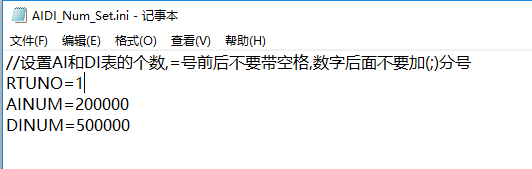 AIDI_Num_Set.ini - 记事本
文件(F) 编辑(E) 格式(O) 查看(V) 帮助(H)
//设置AI和DI表的个数,=号前后不要带空格,数字后面不要加(;)分号
RTUNO=1
AINUM=200000
DINUM=500000